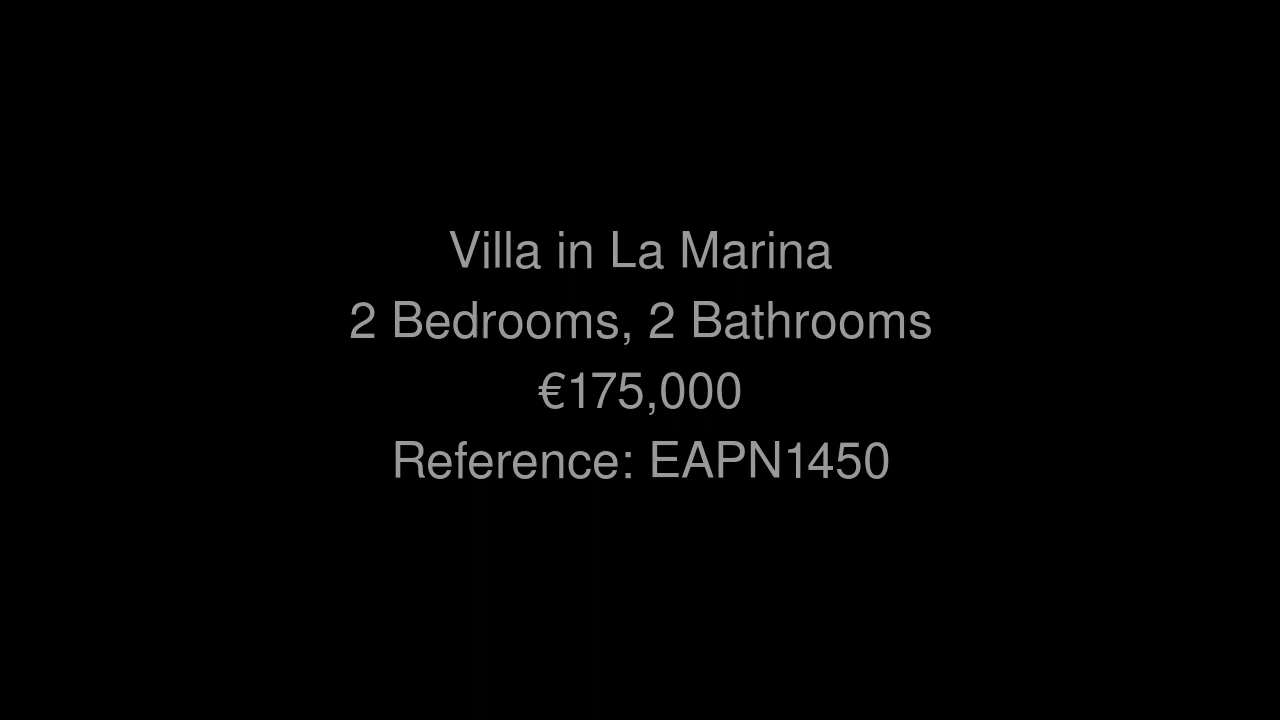 Villa in La Marina
2 Bedrooms, 2 Bathrooms
€175,000
Reference: EAPN1450